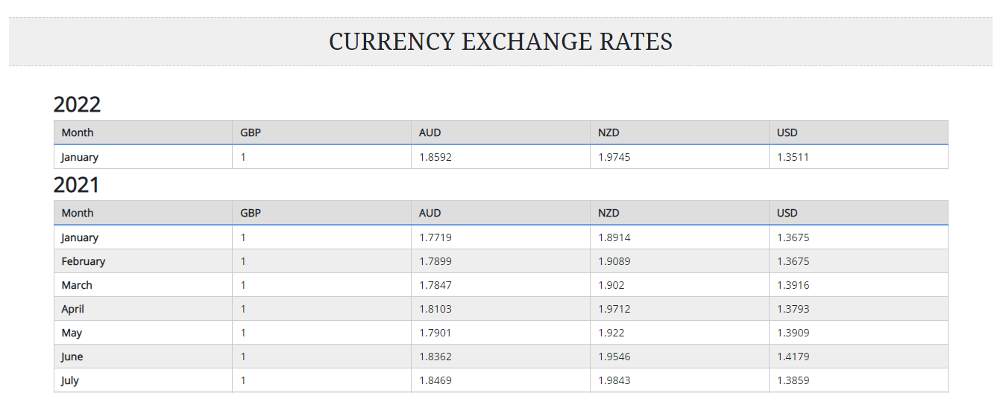 CURRENCY EXCHANGE RATES
2022
Month GBP AUD NZD USD
January 1 1.8592 1.9745 1.3511
2021
Month GBP AUD NZD USD
January 1 1.7719 1.8914 1.3675
February 1 1.7899 1.9089 1.3675
March 1 1.7847 1.902 1.3916
April 1 1.8103 1.9712 1.3793
May 1 1.7901 1.922 1.3909
June 1 1.8362 1.9546 1.4179
July 1 1.8469 1.9843 1.3859